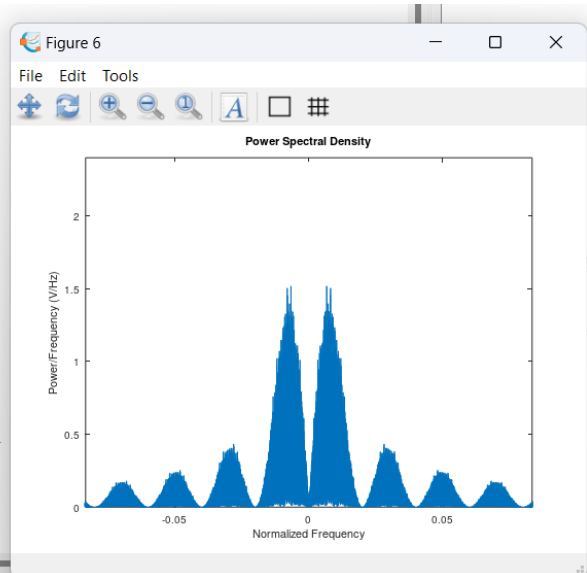 Figure 6
File Edit Tools
A
Power Spectral Density
2
1.5
1
0.5
0
Power/Frequency (V/Hz)
-0.05 0 0.05
Normalized Frequency